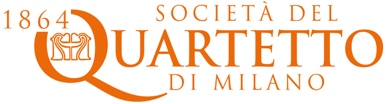 1864
SOCIETÀ DEL
QUARTETTO
DI MILANO